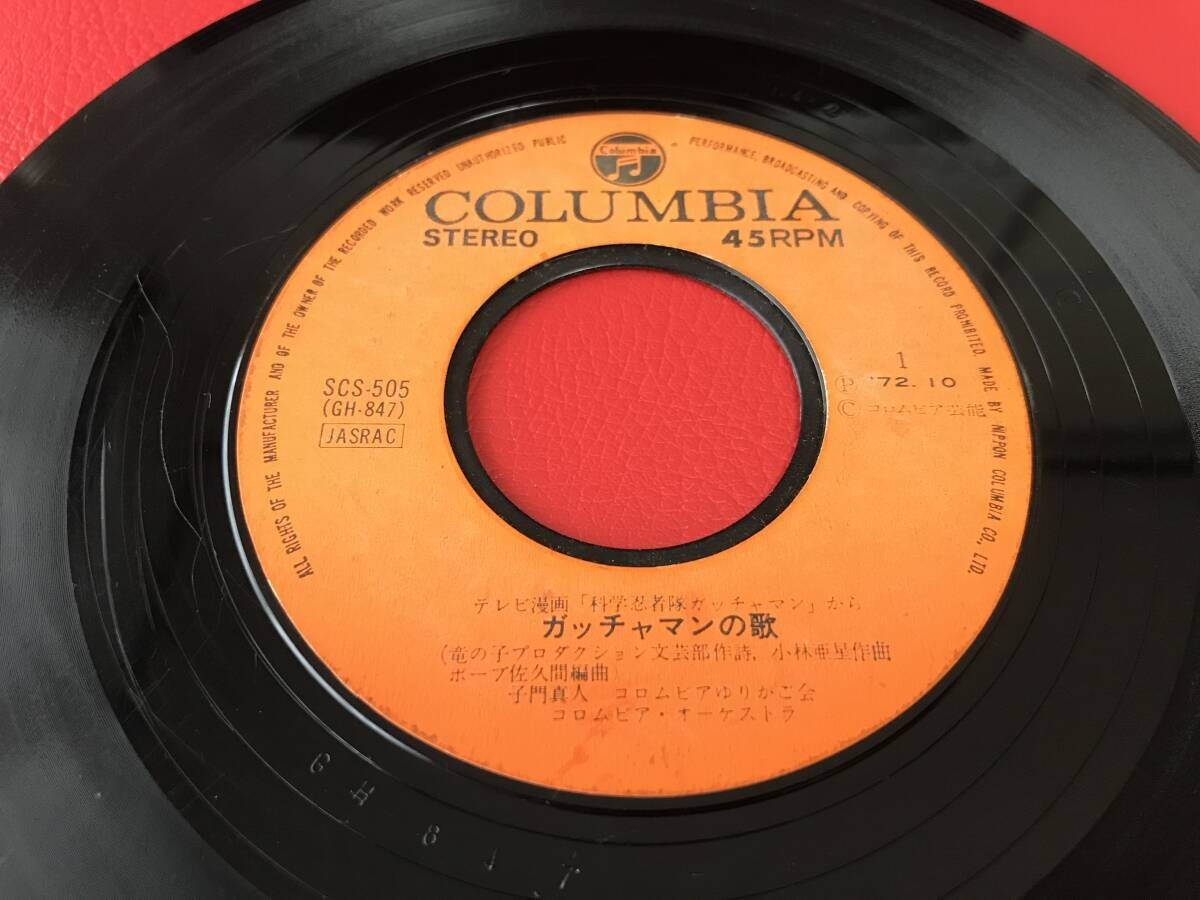 ALL RIGHTS OF THE MANUFACTURER AND OF THE OWNER OF THE RECORDED WORK RESERVED UNAUTHORIZED PUBLIC PERFORMANCE, BROADCASTING AND COPYING OF THIS RECORD PROHIBITED. MADE BY NIPPON COLUMBIA CO., LTD.
Columbia
COLUMBIA
STEREO 45RPM
SCS-505
(GH-847)
JASRAC
1
Ⓟ '72.10
Ⓒ コロムビア芸能
テレビ漫画「科学忍者隊ガッチャマン」から
ガッチャマンの歌
(竜の子プロダクション文芸部作詩, 小林亜星作曲
ボーブ佐久間編曲)
子門真人 コロムビアゆりかご会
コロムビア・オーケストラ